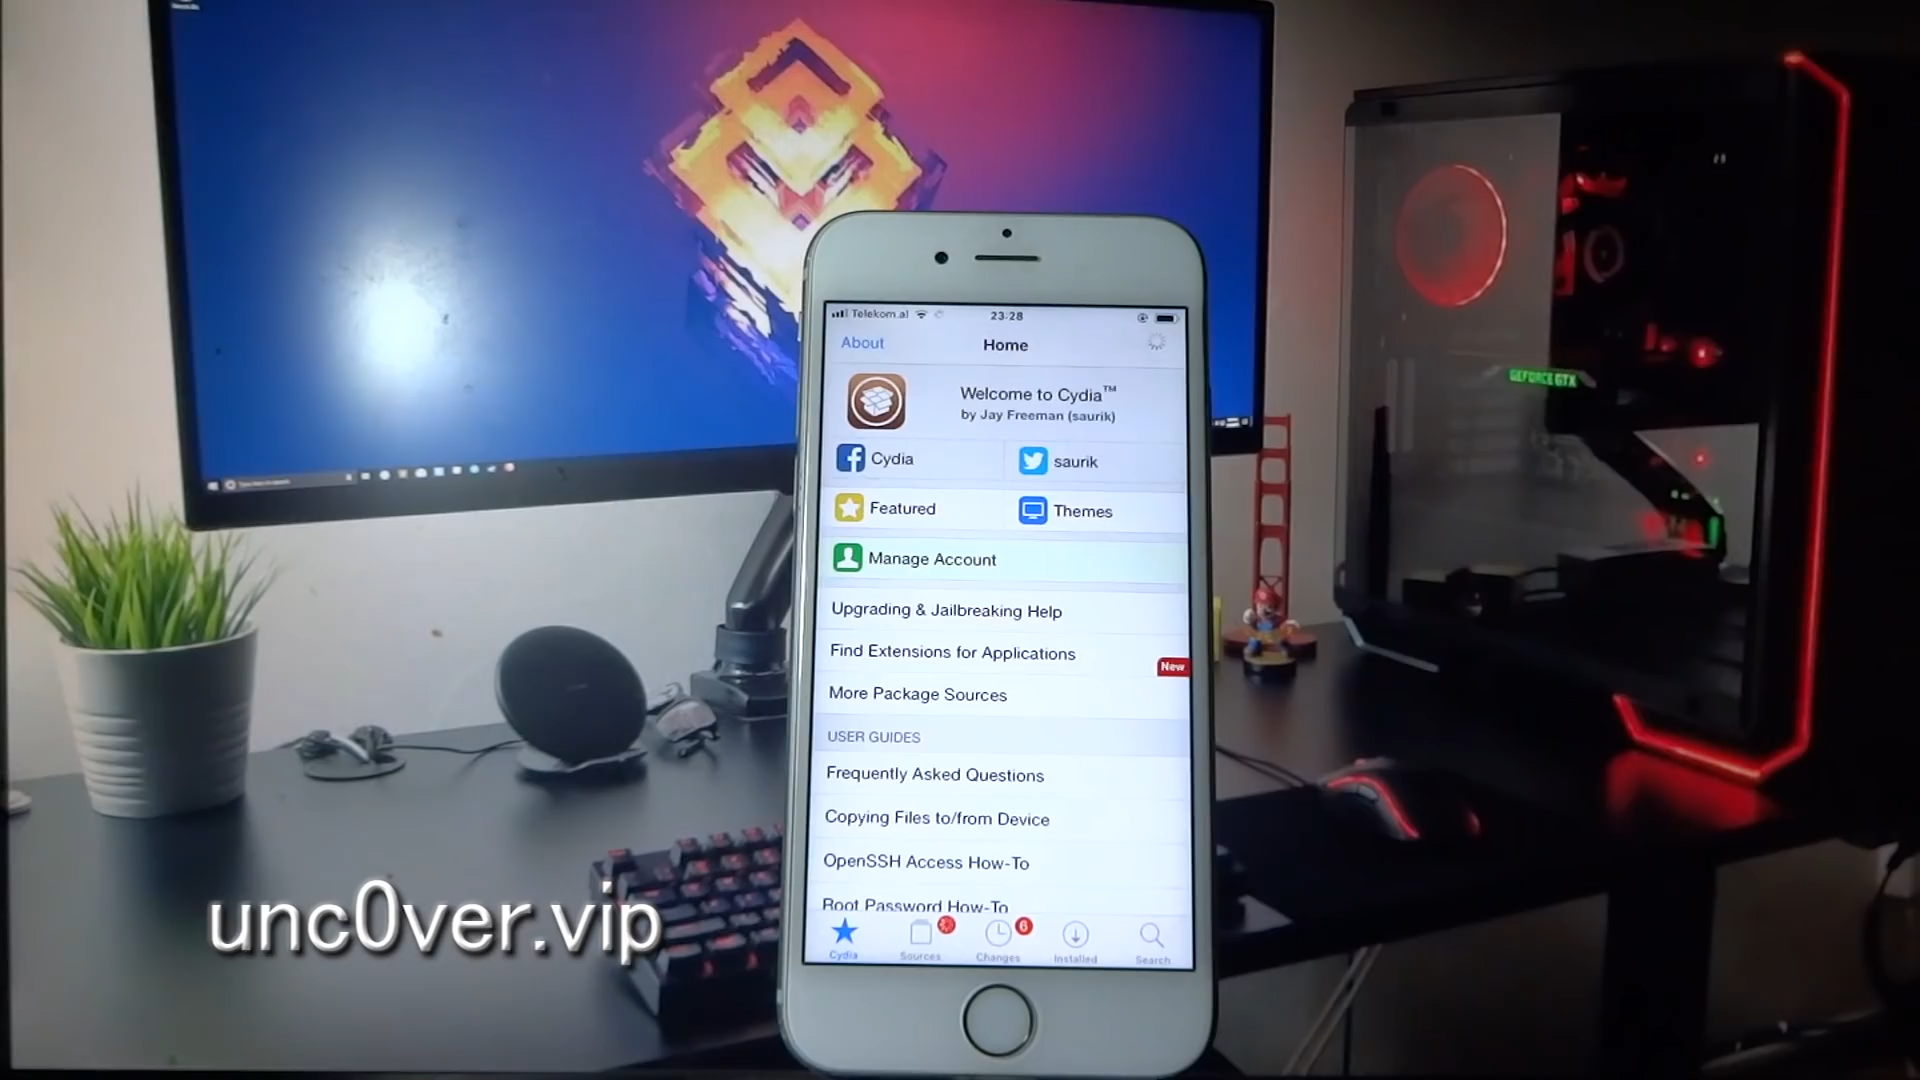 Telekom.al
23:28
About
Home
Welcome to Cydia™
by Jay Freeman (saurik)
Cydia
saurik
Featured
Themes
Manage Account
Upgrading & Jailbreaking Help
Find Extensions for Applications
New
More Package Sources
USER GUIDES
Frequently Asked Questions
Copying Files to/from Device
OpenSSH Access How-To
Root Password How-To
6
Cydia
Sources
Changes
Installed
Search
GEFORCE GTX
unc0ver.vip